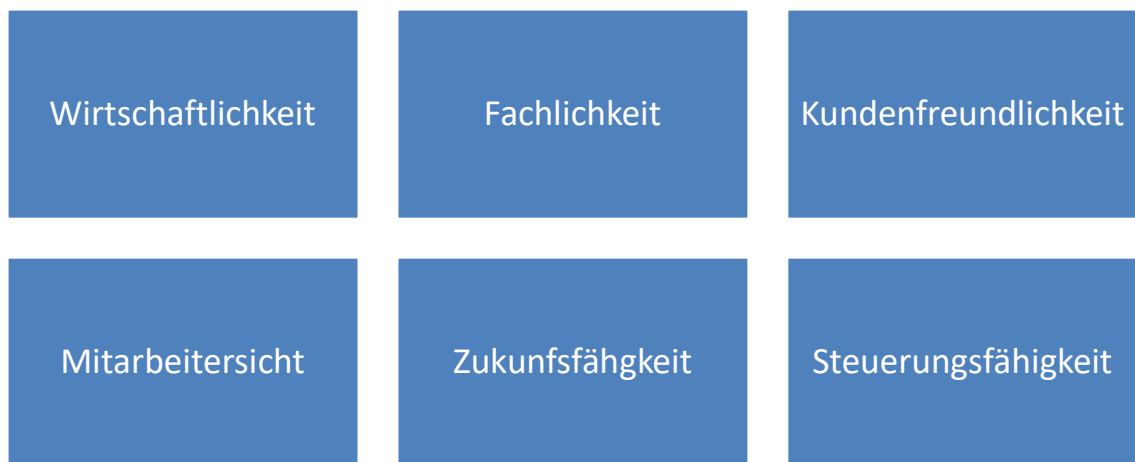 Wirtschaftlichkeit
Fachlichkeit
Kundenfreundlichkeit
Mitarbeitersicht
Zukunfsfähgkeit
Steuerungsfähigkeit